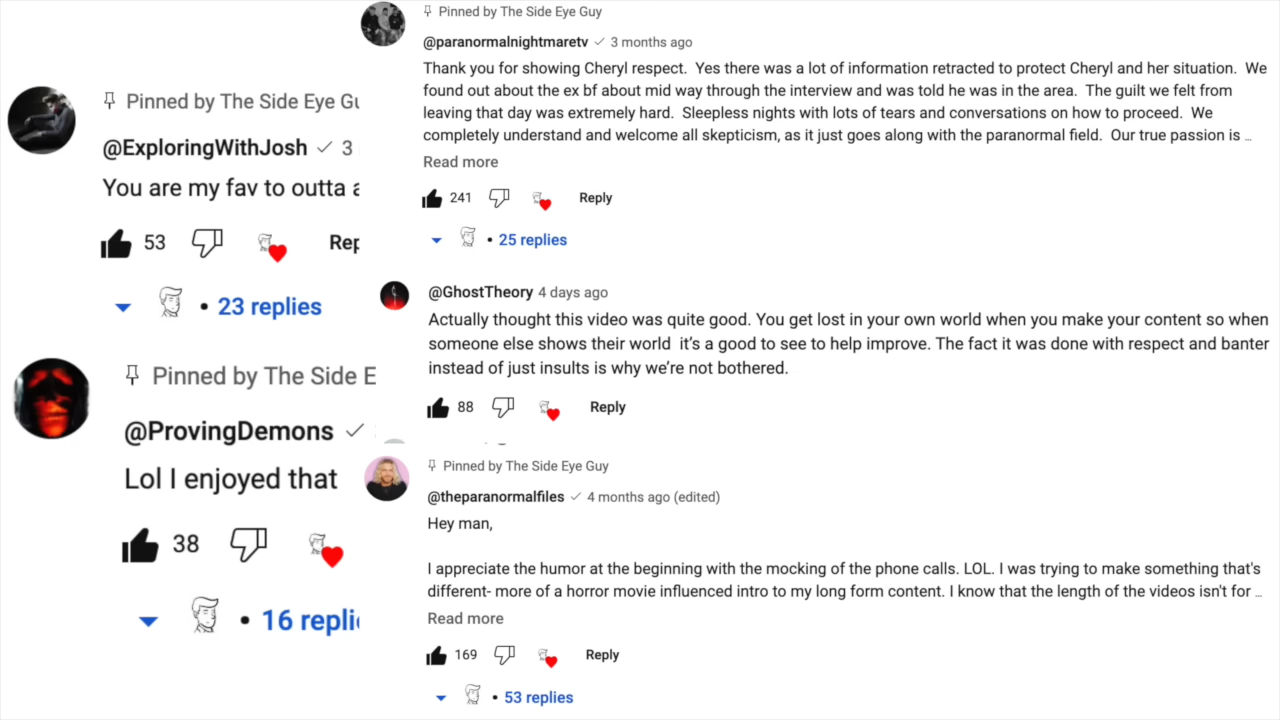 Pinned by The Side Eye Gu
@ExploringWithJosh 3
You are my fav to outta a
53 Rep
23 replies
Pinned by The Side E
@ProvingDemons
Lol I enjoyed that
38
16 repli
Pinned by The Side Eye Guy
@paranormalnightmaretv 3 months ago
Thank you for showing Cheryl respect. Yes there was a lot of information retracted to protect Cheryl and her situation. We
found out about the ex bf about mid way through the interview and was told he was in the area. The guilt we felt from
leaving that day was extremely hard. Sleepless nights with lots of tears and conversations on how to proceed. We
completely understand and welcome all skepticism, as it just goes along with the paranormal field. Our true passion is ...
Read more
241 Reply
• 25 replies
@GhostTheory 4 days ago
Actually thought this video was quite good. You get lost in your own world when you make your content so when
someone else shows their world it's a good to see to help improve. The fact it was done with respect and banter
instead of just insults is why we're not bothered.
88 Reply
Pinned by The Side Eye Guy
@theparanormalfiles 4 months ago (edited)
Hey man,
I appreciate the humor at the beginning with the mocking of the phone calls. LOL. I was trying to make something that's
different- more of a horror movie influenced intro to my long form content. I know that the length of the videos isn't for ...
Read more
169 Reply
• 53 replies